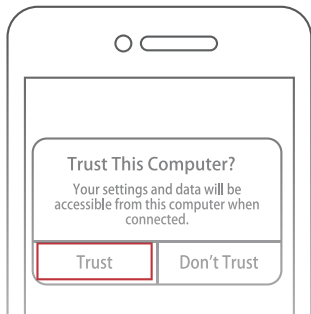 Trust This Computer?
Your settings and data will be
accessible from this computer when
connected.
Trust
Don't Trust